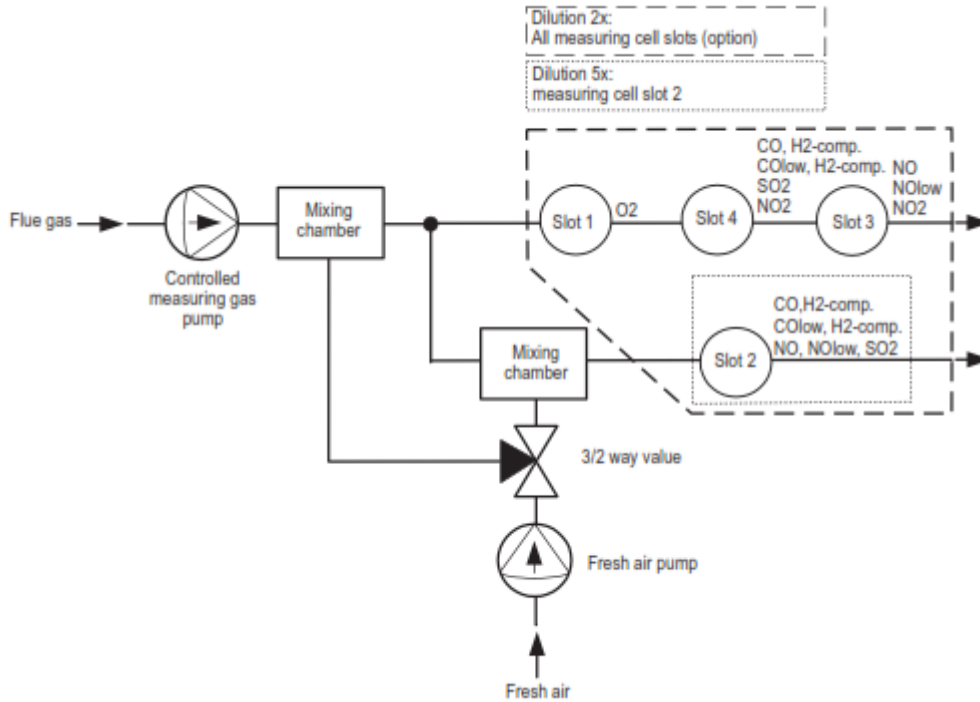 Dilution 2x:
All measuring cell slots (option)
Dilution 5x:
measuring cell slot 2
Flue gas
Controlled
measuring gas
pump
Mixing
chamber
Slot 1
O2
Slot 4
CO, H2-comp.
COlow, H2-comp.
SO2
NO2
Slot 3
NO
NOlow
NO2
Mixing
chamber
Slot 2
CO,H2-comp.
COlow, H2-comp.
NO, NOlow, SO2
3/2 way value
Fresh air pump
Fresh air